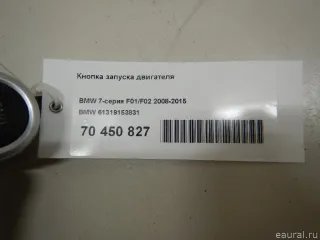 Кнопка запуска двигателя
BMW 7-серия F01/F02 2008-2015
BMW 61319153831
70 450 827
eaural.ru